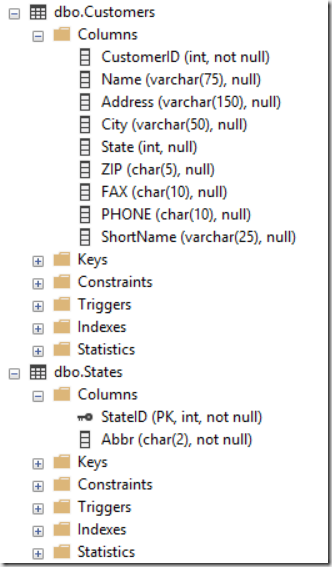 dbo.Customers
Columns
CustomerID (int, not null)
Name (varchar(75), null)
Address (varchar(150), null)
City (varchar(50), null)
State (int, null)
ZIP (char(5), null)
FAX (char(10), null)
PHONE (char(10), null)
ShortName (varchar(25), null)
Keys
Constraints
Triggers
Indexes
Statistics
dbo.States
Columns
StateID (PK, int, not null)
Abbr (char(2), not null)
Keys
Constraints
Triggers
Indexes
Statistics